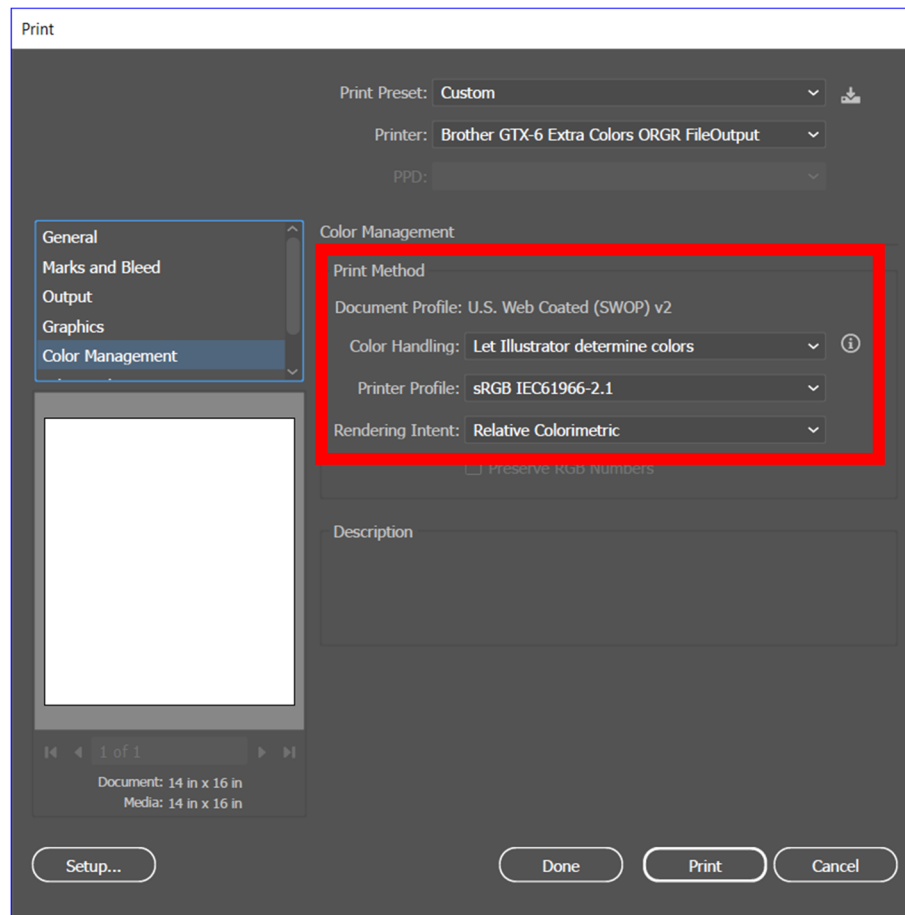 Print
Print Preset: Custom
Printer: Brother GTX-6 Extra Colors ORGR FileOutput
PPD:
General
Marks and Bleed
Output
Graphics
Color Management
Color Management
Print Method
Document Profile: U.S. Web Coated (SWOP) v2
Color Handling: Let Illustrator determine colors
Printer Profile: sRGB IEC61966-2.1
Rendering Intent: Relative Colorimetric
Preserve RGB Numbers
Description
1 of 1
Document: 14 in x 16 in
Media: 14 in x 16 in
Setup...
Done
Print
Cancel